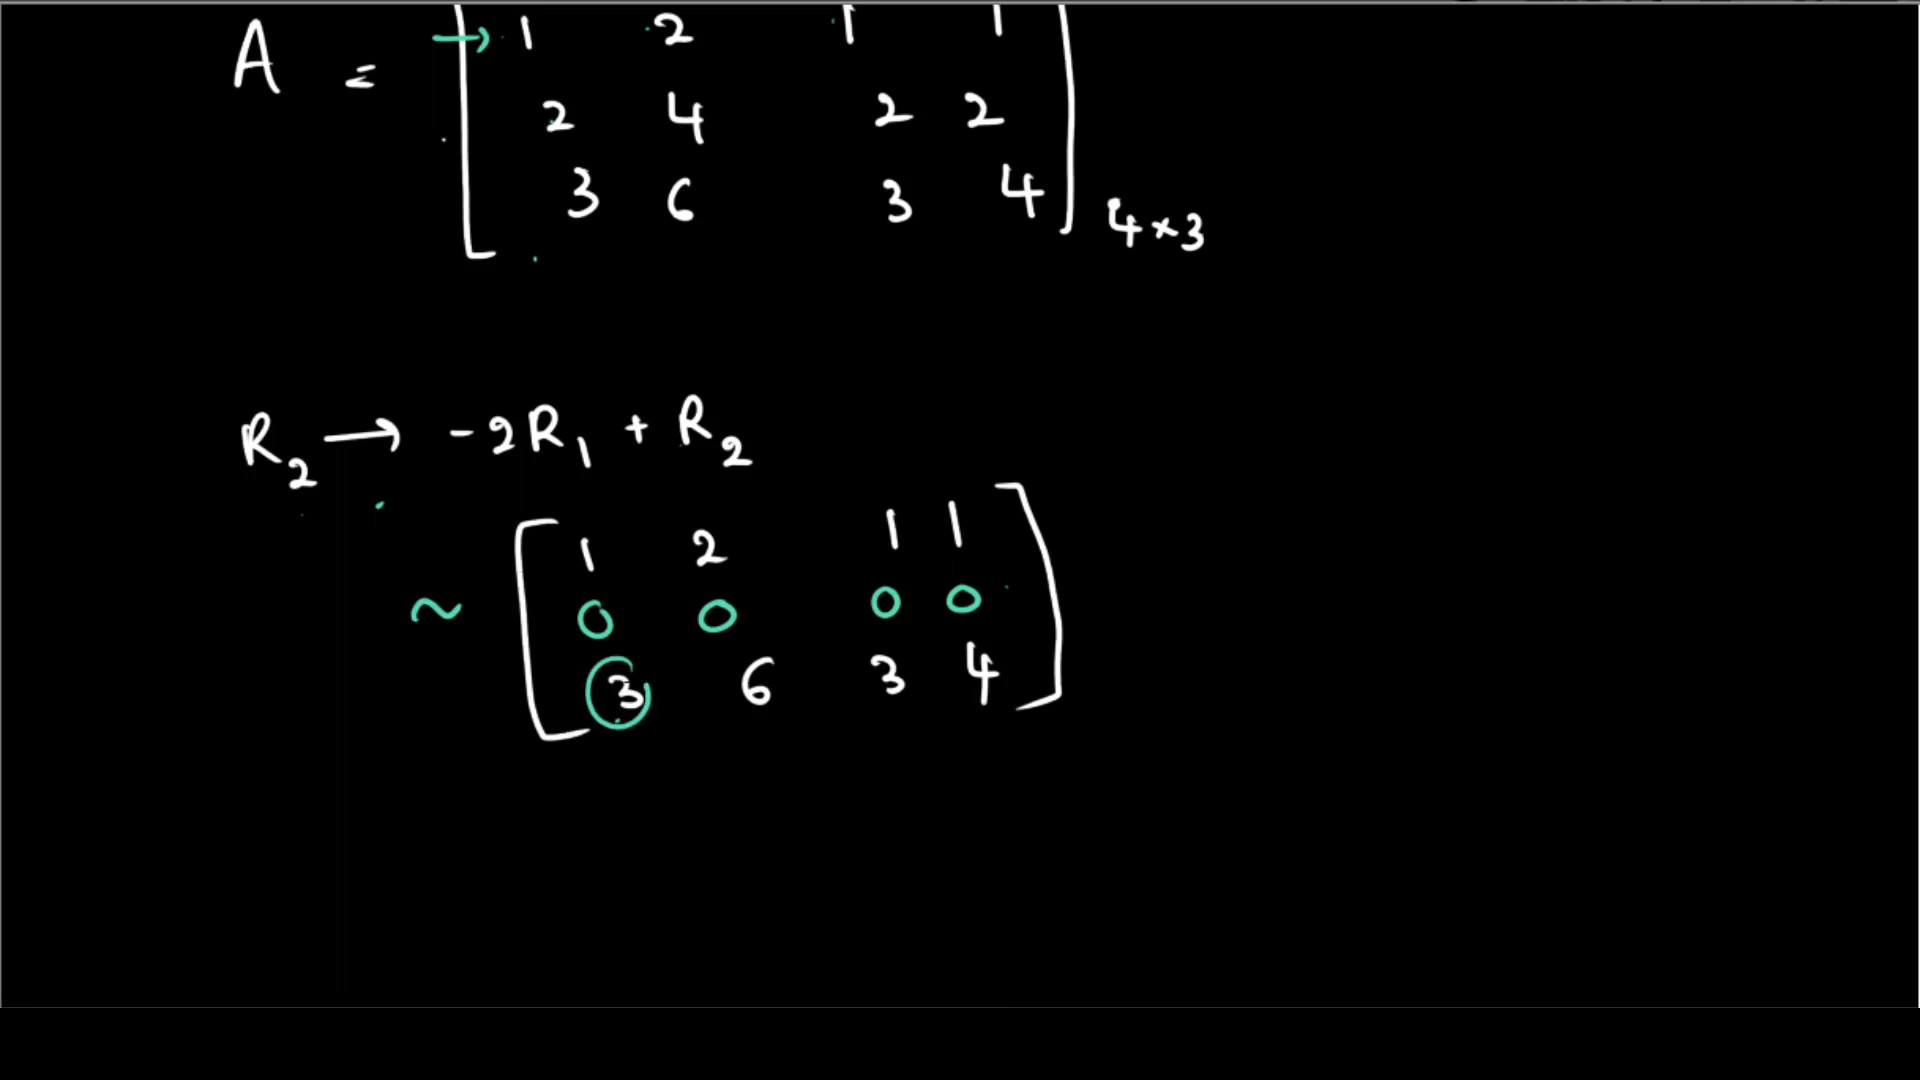 1 2 1 1
A = 2 4 2 2
3 6 3 4 4×3
R₂ → -2R₁ + R₂
1 2 1 1
~ 0 0 0 0
3 6 3 4